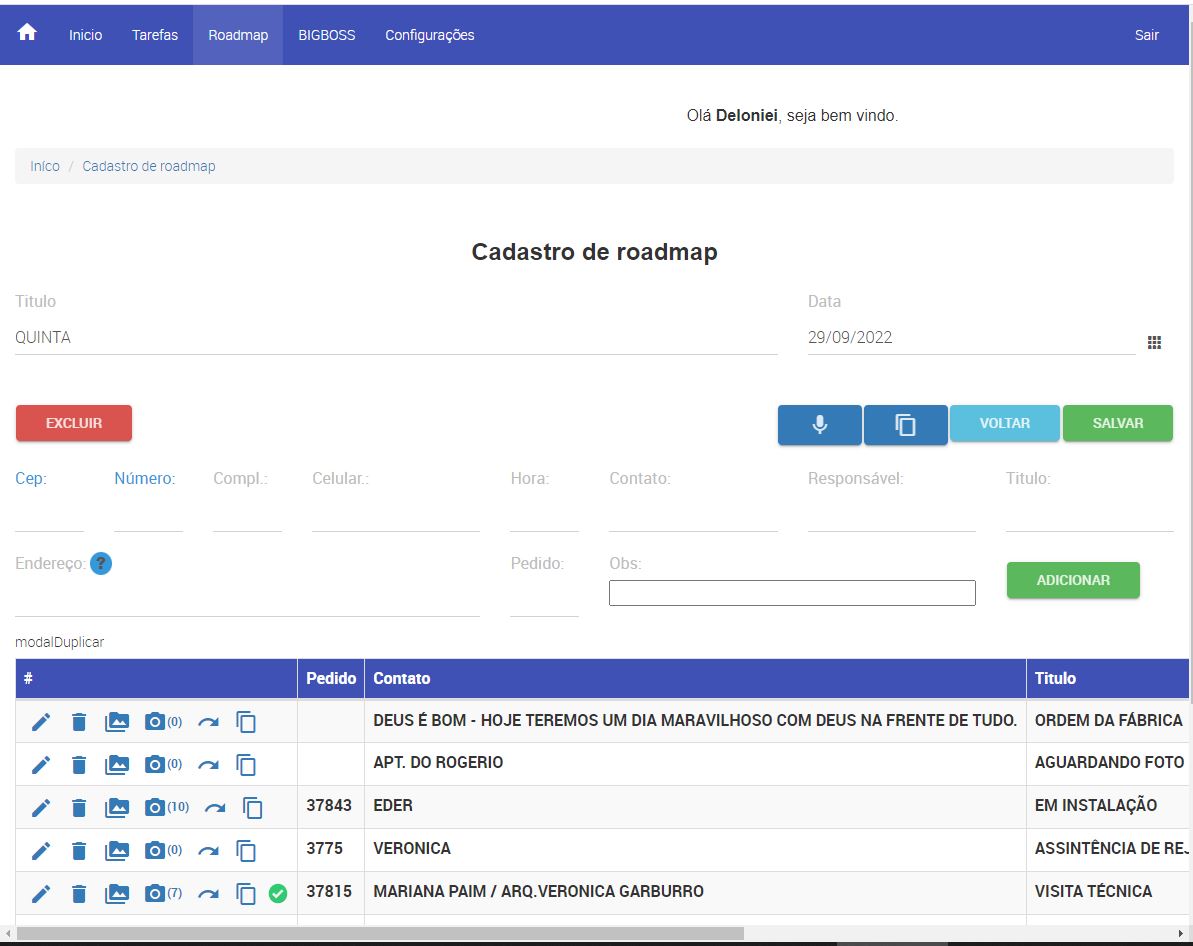 Inicio Tarefas Roadmap BIGBOSS Configurações Sair
Olá Deloniei, seja bem vindo.
Iníco / Cadastro de roadmap
Cadastro de roadmap
Titulo Data
QUINTA 29/09/2022
EXCLUIR VOLTAR SALVAR
Cep: Número: Compl.: Celular.: Hora: Contato: Responsável: Titulo:
Endereço: ? Pedido: Obs:
ADICIONAR
modalDuplicar
# Pedido Contato Titulo
(0) DEUS É BOM - HOJE TEREMOS UM DIA MARAVILHOSO COM DEUS NA FRENTE DE TUDO. ORDEM DA FÁBRICA
(0) APT. DO ROGERIO AGUARDANDO FOTO
(10) 37843 EDER EM INSTALAÇÃO
(0) 3775 VERONICA ASSINTÊNCIA DE REJ
(7) 37815 MARIANA PAIM / ARQ.VERONICA GARBURRO VISITA TÉCNICA